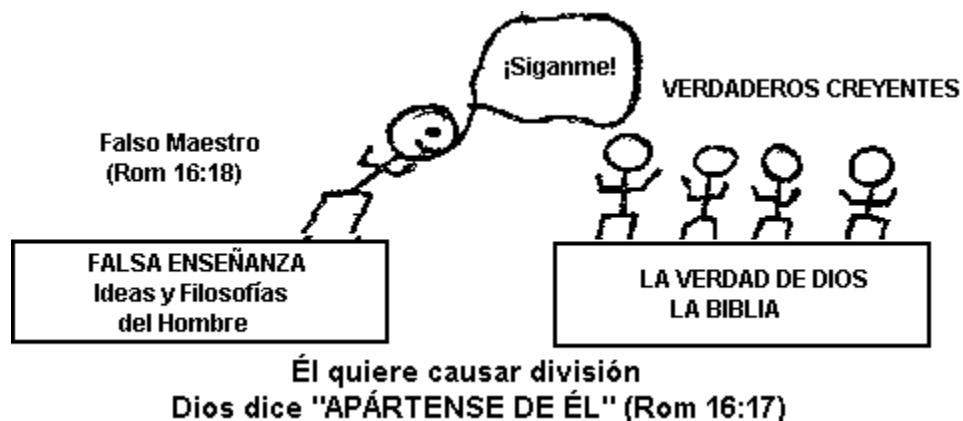 ¡Siganme!
VERDADEROS CREYENTES
Falso Maestro
(Rom 16:18)
FALSA ENSEÑANZA
Ideas y Filosofías
del Hombre
LA VERDAD DE DIOS
LA BIBLIA
Él quiere causar división
Dios dice "APÁRTENSE DE ÉL" (Rom 16:17)